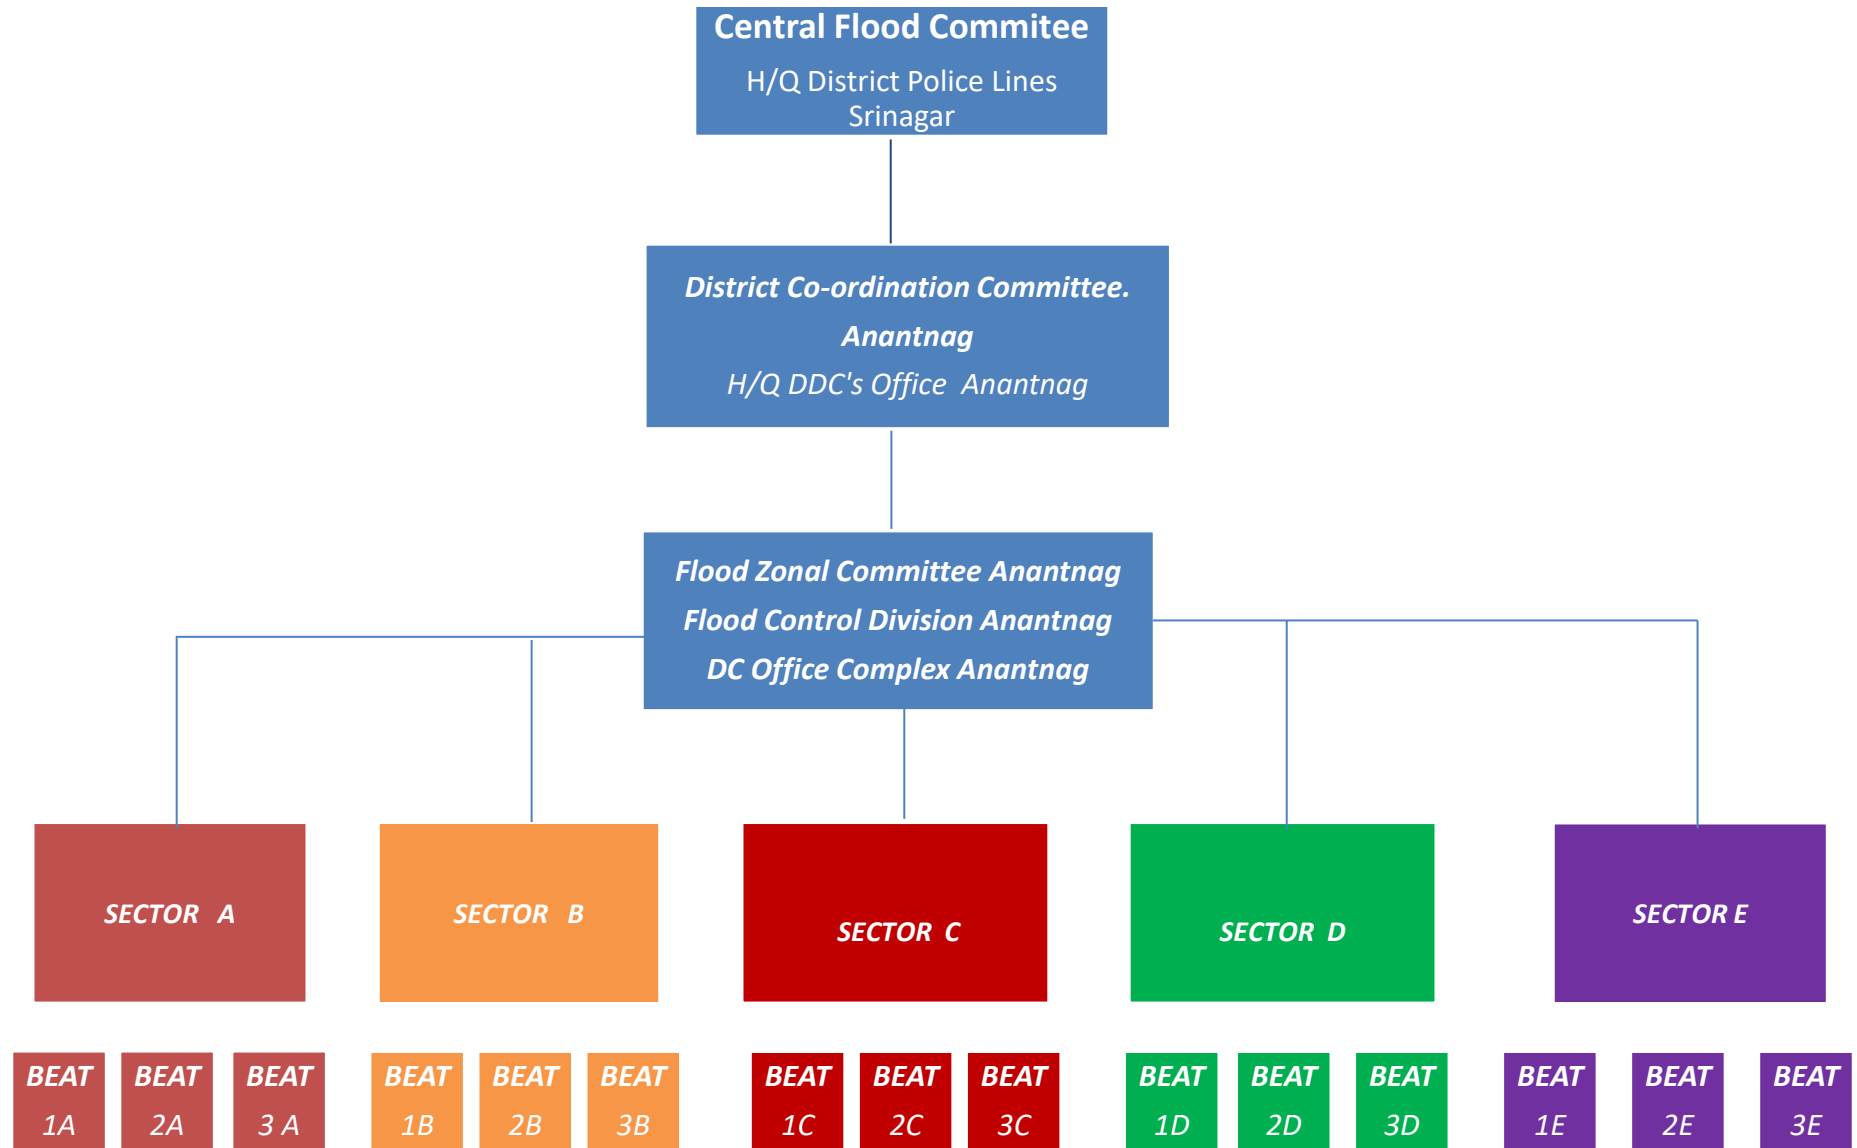 Central Flood Commitee
H/Q District Police Lines
Srinagar
District Co-ordination Committee.
Anantnag
H/Q DDC's Office  Anantnag
Flood Zonal Committee Anantnag
Flood Control Division Anantnag
DC Office Complex Anantnag
SECTOR   A
SECTOR   B
SECTOR  C
SECTOR  D
SECTOR E
BEAT
1A
BEAT
2A
BEAT
3 A
BEAT
1B
BEAT
2B
BEAT
3B
BEAT
1C
BEAT
2C
BEAT
3C
BEAT
1D
BEAT
2D
BEAT
3D
BEAT
1E
BEAT
2E
BEAT
3E